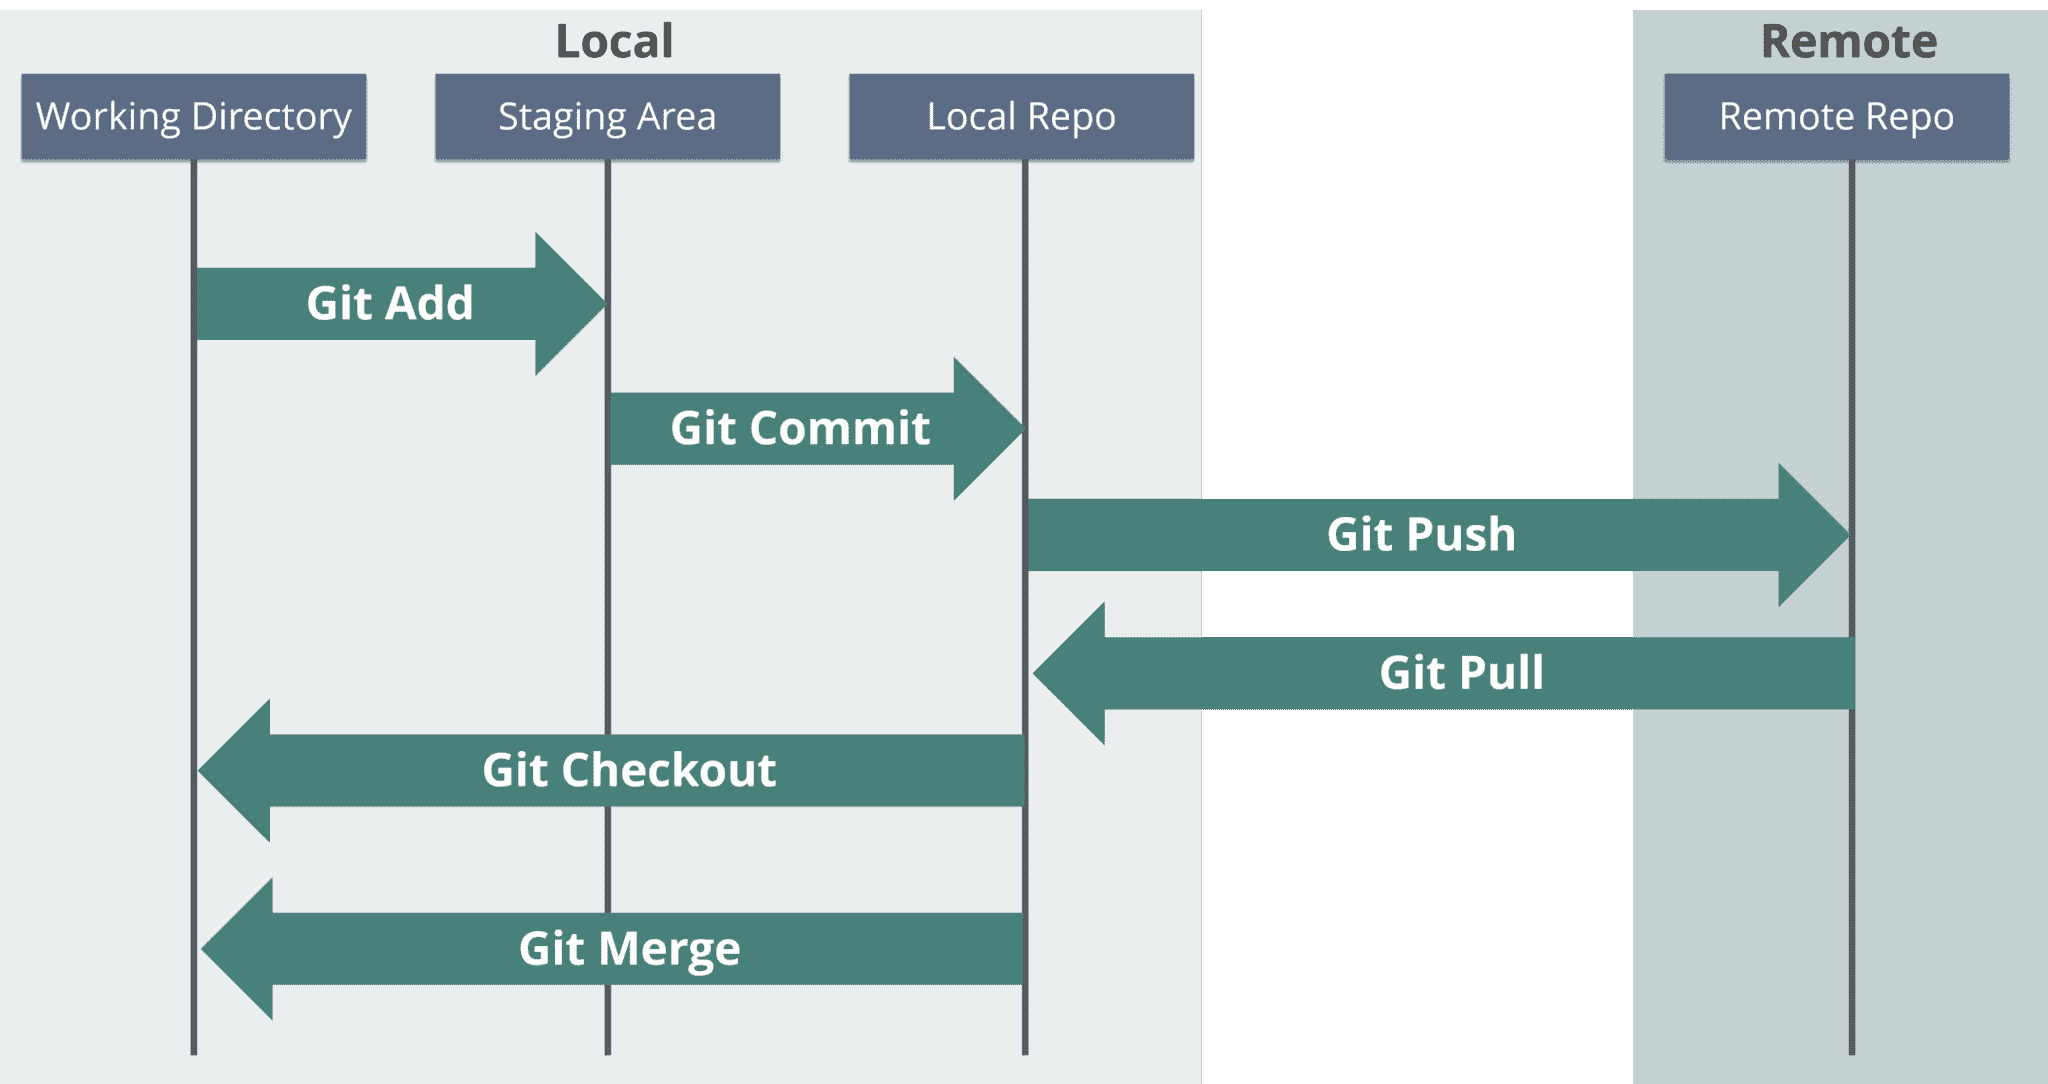 Local
Remote
Working Directory
Staging Area
Local Repo
Remote Repo
Git Add
Git Commit
Git Push
Git Pull
Git Checkout
Git Merge